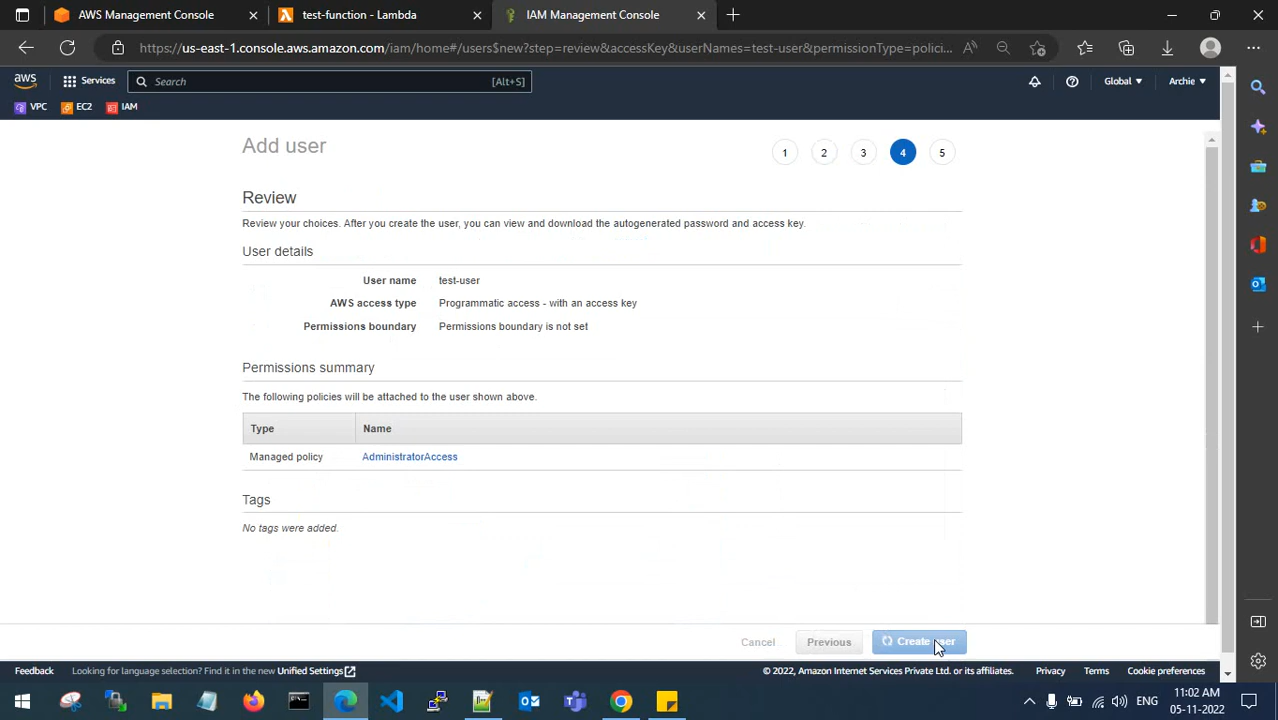 AWS Management Console
test-function - Lambda
IAM Management Console
https://us-east-1.console.aws.amazon.com/iam/home#/users$new?step=review&accessKey&userNames=test-user&permissionType=polici...
aws
Services
Search
[Alt+S]
Global
Archie
VPC
EC2
IAM
Add user
1
2
3
4
5
Review
Review your choices. After you create the user, you can view and download the autogenerated password and access key.
User details
User name test-user
AWS access type Programmatic access - with an access key
Permissions boundary Permissions boundary is not set
Permissions summary
The following policies will be attached to the user shown above.
Type Name
Managed policy AdministratorAccess
Tags
No tags were added.
Cancel
Previous
Create user
Feedback
Looking for language selection? Find it in the new Unified Settings
© 2022, Amazon Internet Services Private Ltd. or its affiliates.
Privacy
Terms
Cookie preferences
ENG
11:02 AM
05-11-2022